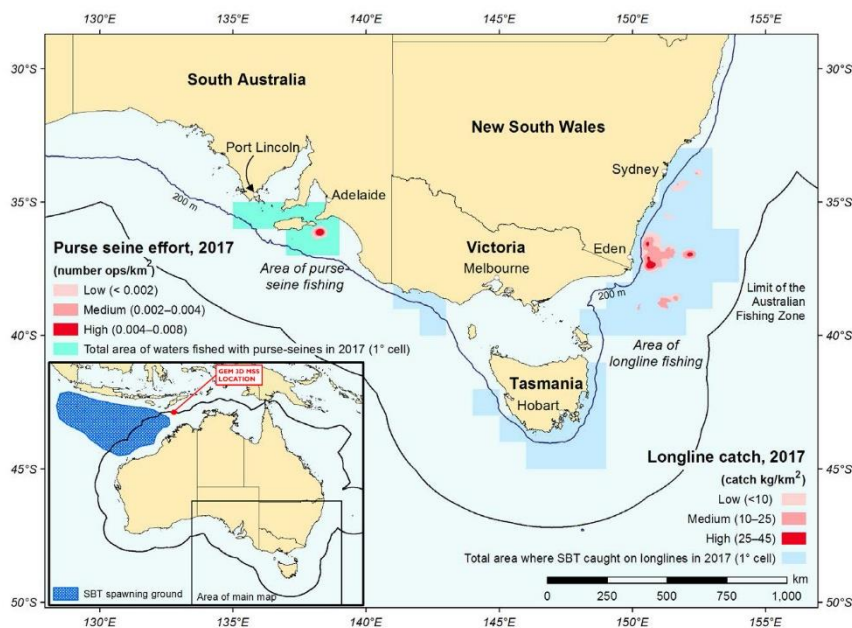 130°E 135°E 140°E 145°E 150°E 155°E
30°S
South Australia
New South Wales
Port Lincoln
Sydney
35°S
Adelaide
200 m
Purse seine effort, 2017
(number ops/km²)
Low (< 0.002)
Medium (0.002–0.004)
High (0.004–0.008)
Total area of waters fished with purse-seines in 2017 (1° cell)
Area of purse-
seine fishing
Victoria
Melbourne
Eden
200 m
Limit of the
Australian
Fishing Zone
40°S
Area of
longline fishing
GEM 3D MSS
LOCATION
Tasmania
Hobart
45°S
Longline catch, 2017
(catch kg/km²)
Low (<10)
Medium (10–25)
High (25–45)
Total area where SBT caught on longlines in 2017 (1° cell)
SBT spawning ground
Area of main map
km
0 250 500 750 1,000
50°S
130°E 135°E 140°E 145°E 150°E 155°E
30°S
35°S
40°S
45°S
50°S